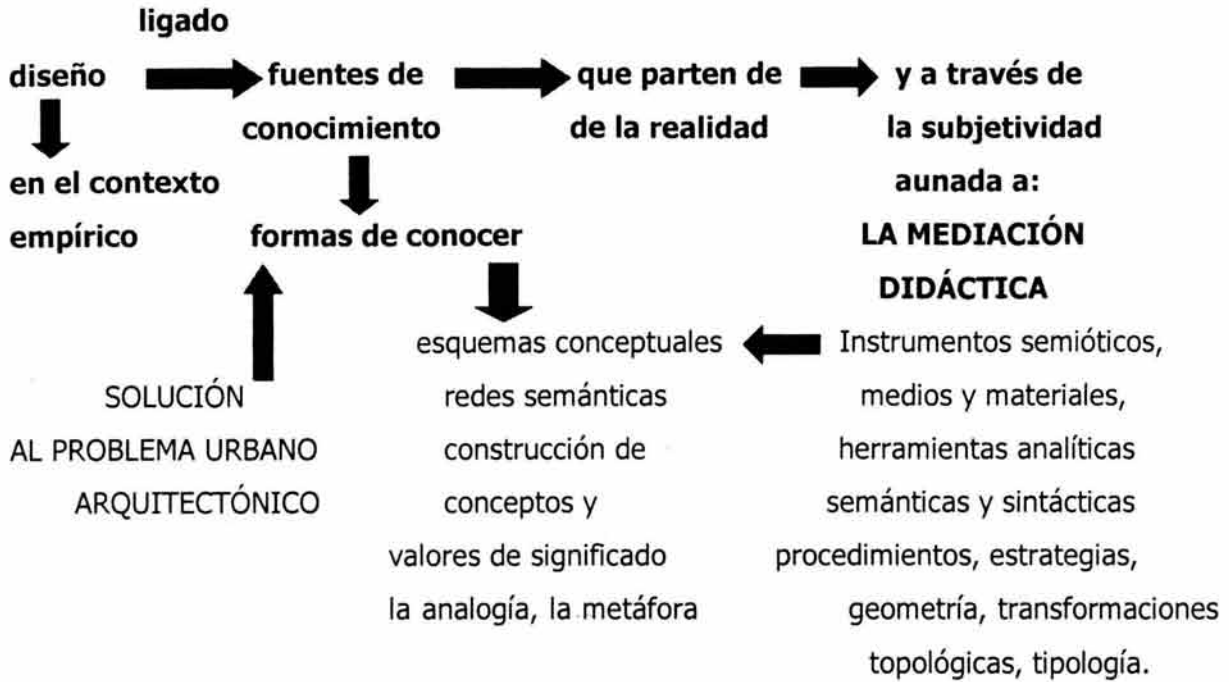 ligado
diseño fuentes de que parten de y a través de
conocimiento de la realidad la subjetividad
en el contexto aunada a:
empírico formas de conocer LA MEDIACIÓN
DIDÁCTICA
esquemas conceptuales Instrumentos semióticos,
SOLUCIÓN redes semánticas medios y materiales,
AL PROBLEMA URBANO construcción de herramientas analíticas
ARQUITECTÓNICO conceptos y semánticas y sintácticas
valores de significado procedimientos, estrategias,
la analogía, la metáfora geometría, transformaciones
topológicas, tipología.